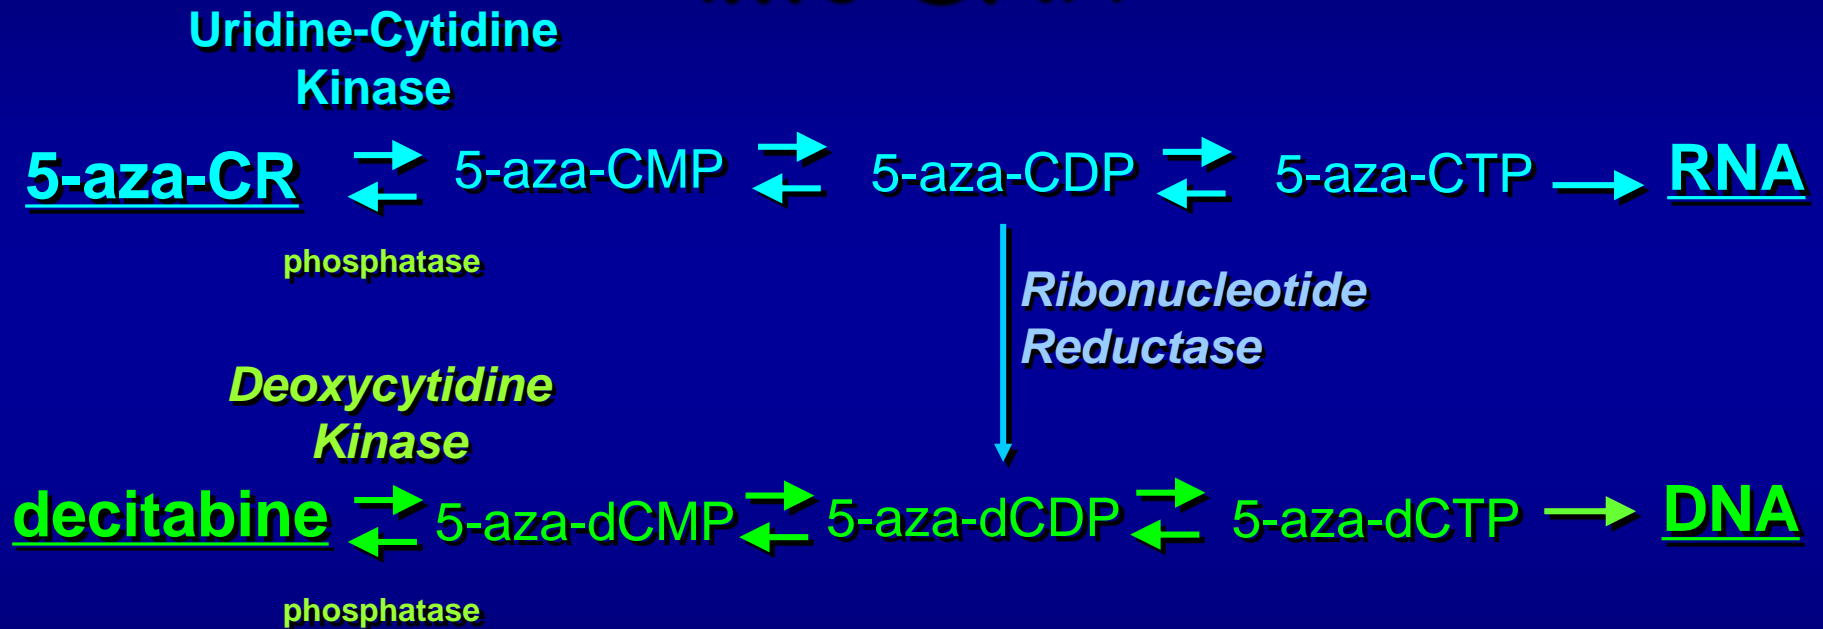 Uridine-Cytidine
Kinase
5-aza-CR 5-aza-CMP 5-aza-CDP 5-aza-CTP RNA
phosphatase
Ribonucleotide
Reductase
Deoxycytidine
Kinase
decitabine 5-aza-dCMP 5-aza-dCDP 5-aza-dCTP DNA
phosphatase